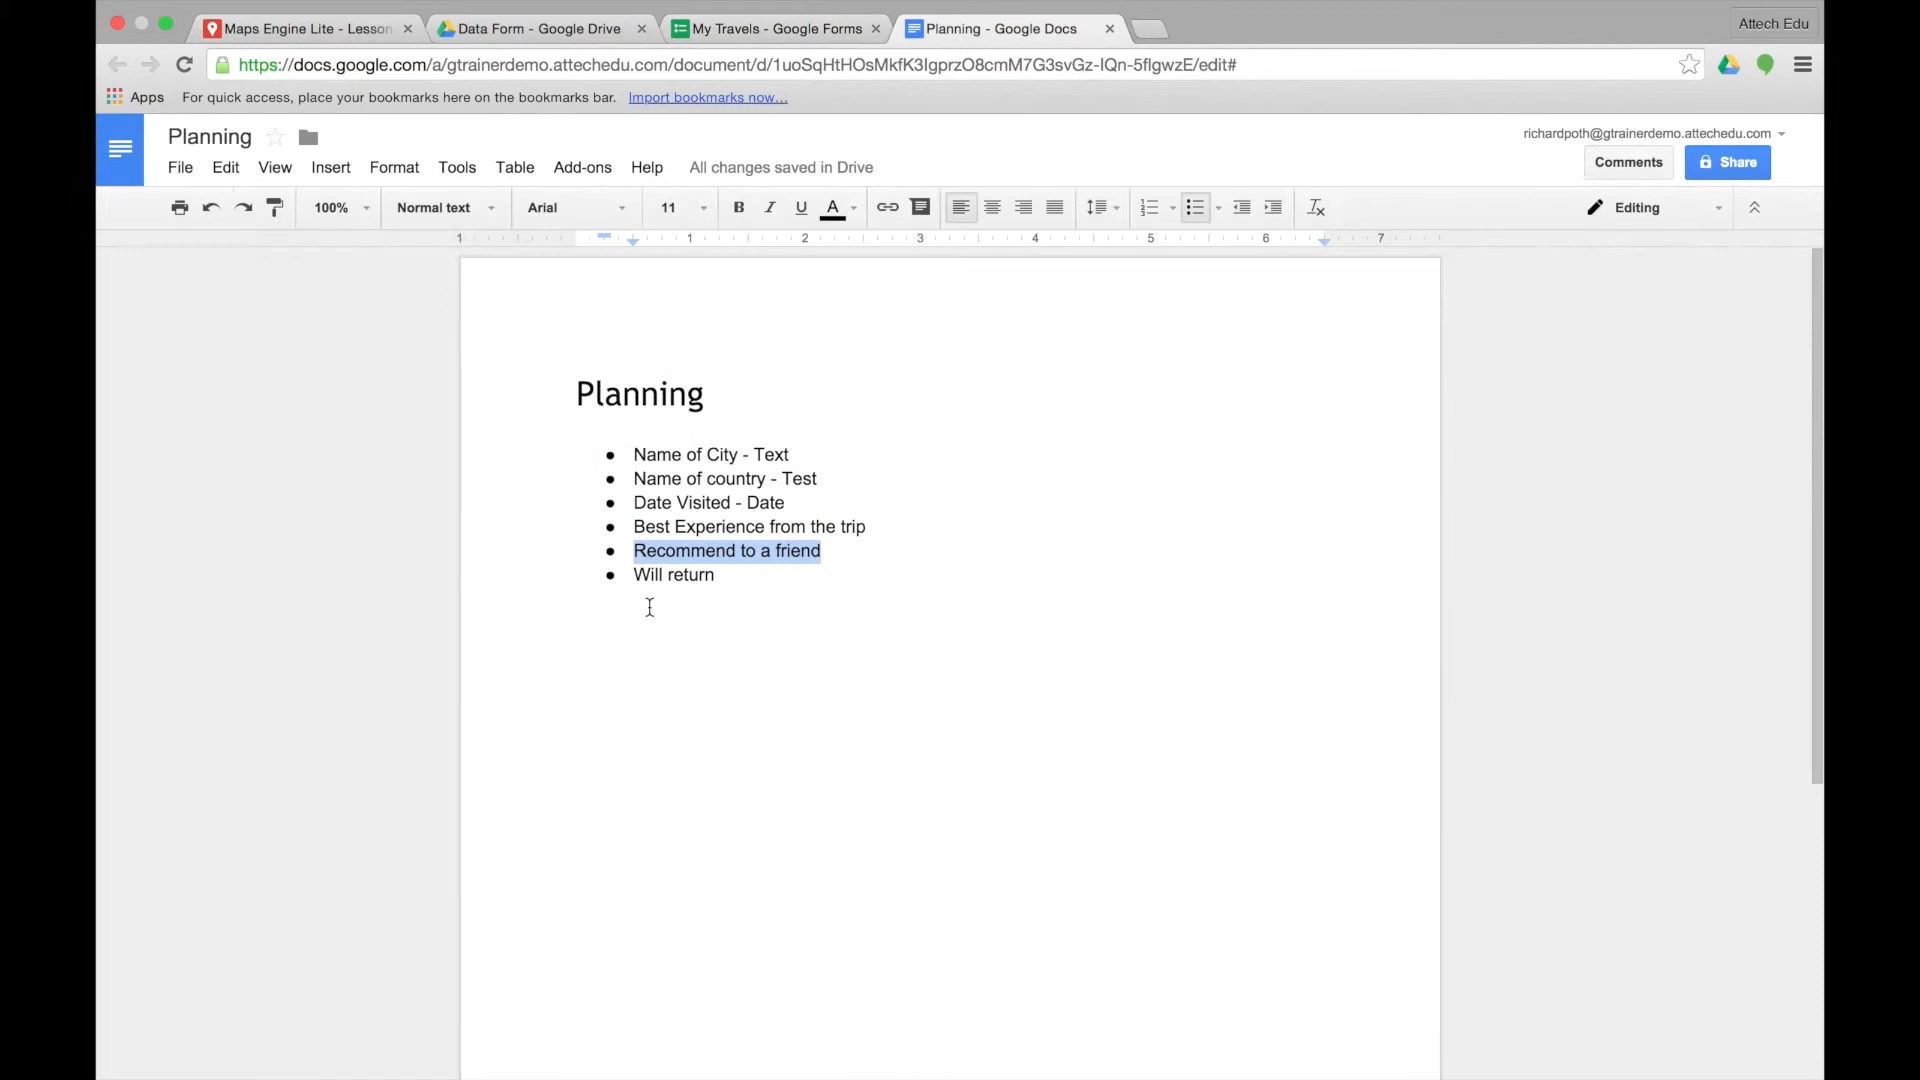 Maps Engine Lite - Lesson
Data Form - Google Drive
My Travels - Google Forms
Planning - Google Docs
Attech Edu
https://docs.google.com/a/gtrainerdemo.attechedu.com/document/d/1uoSqHtHOsMkfK3IgprzO8cmM7G3svGz-IQn-5flgwzE/edit#
Apps For quick access, place your bookmarks here on the bookmarks bar. Import bookmarks now...
Planning
richardpoth@gtrainerdemo.attechedu.com
File Edit View Insert Format Tools Table Add-ons Help All changes saved in Drive
Comments
Share
100% Normal text Arial 11 B I U A Editing
1 1 2 3 4 5 6 7
Planning
● Name of City - Text
● Name of country - Test
● Date Visited - Date
● Best Experience from the trip
● Recommend to a friend
● Will return